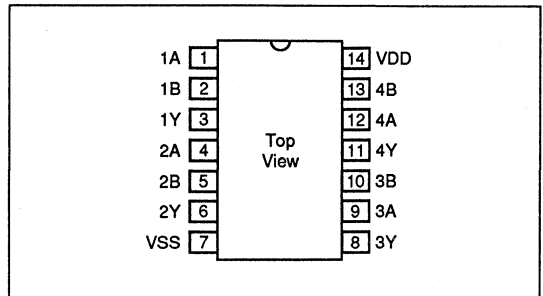 1A 1 14 VDD
1B 2 13 4B
1Y 3 12 4A
2A 4 Top 11 4Y
View
2B 5 10 3B
2Y 6 9 3A
VSS 7 8 3Y